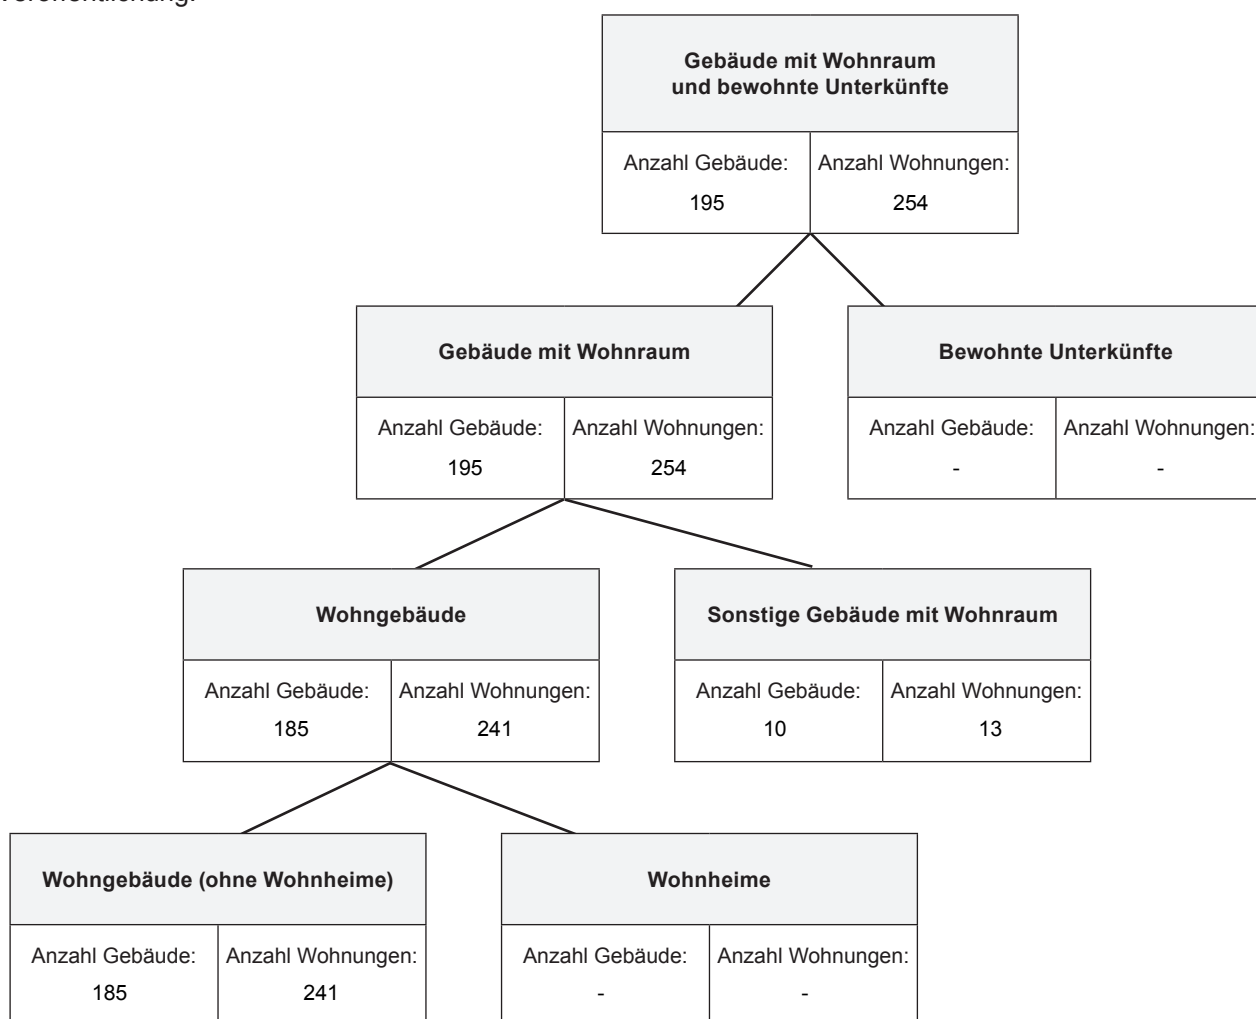 Veröffentlichung.
Gebäude mit Wohnraum
und bewohnte Unterkünfte
Anzahl Gebäude: Anzahl Wohnungen:
195 254
Gebäude mit Wohnraum
Bewohnte Unterkünfte
Anzahl Gebäude: Anzahl Wohnungen:
195 254
Anzahl Gebäude: Anzahl Wohnungen:
- -
Wohngebäude
Sonstige Gebäude mit Wohnraum
Anzahl Gebäude: Anzahl Wohnungen:
185 241
Anzahl Gebäude: Anzahl Wohnungen:
10 13
Wohngebäude (ohne Wohnheime)
Wohnheime
Anzahl Gebäude: Anzahl Wohnungen:
185 241
Anzahl Gebäude: Anzahl Wohnungen:
- -